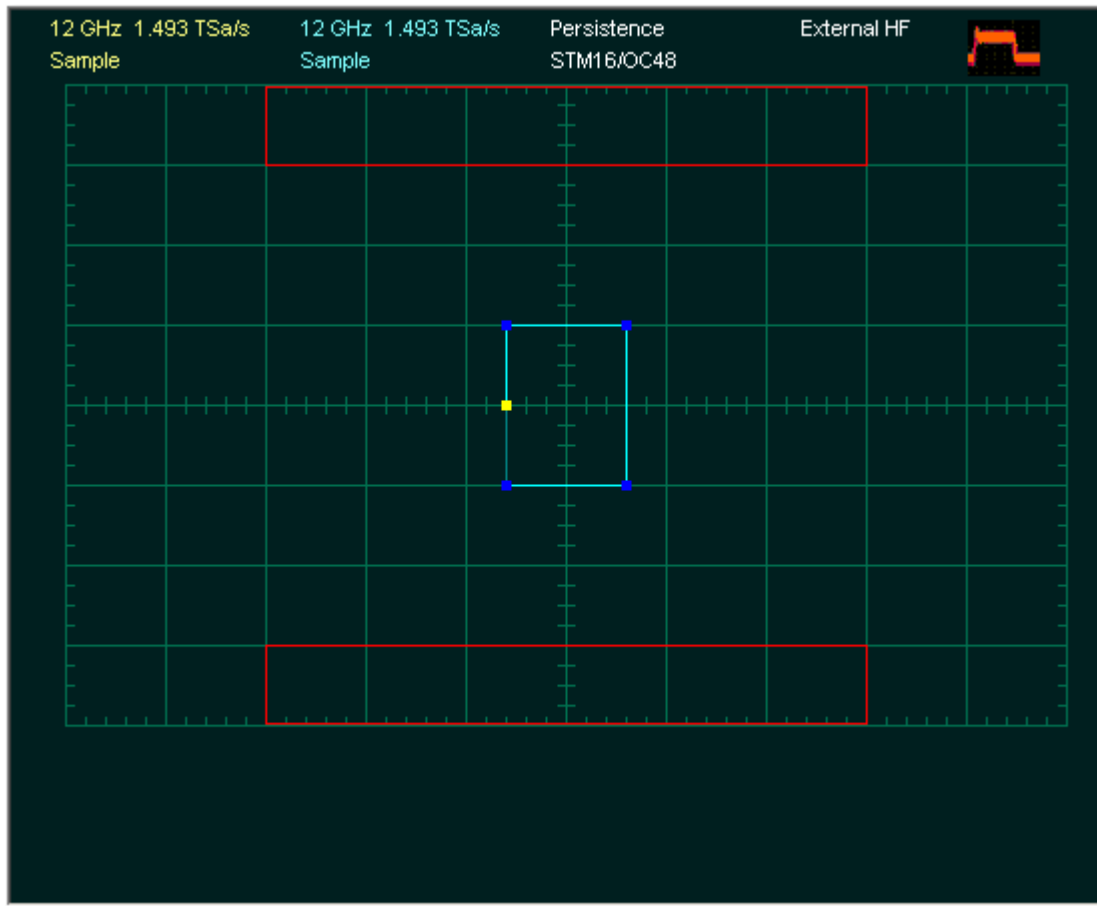 12 GHz 1.493 TSa/s 12 GHz 1.493 TSa/s Persistence External HF
Sample Sample STM16/OC48